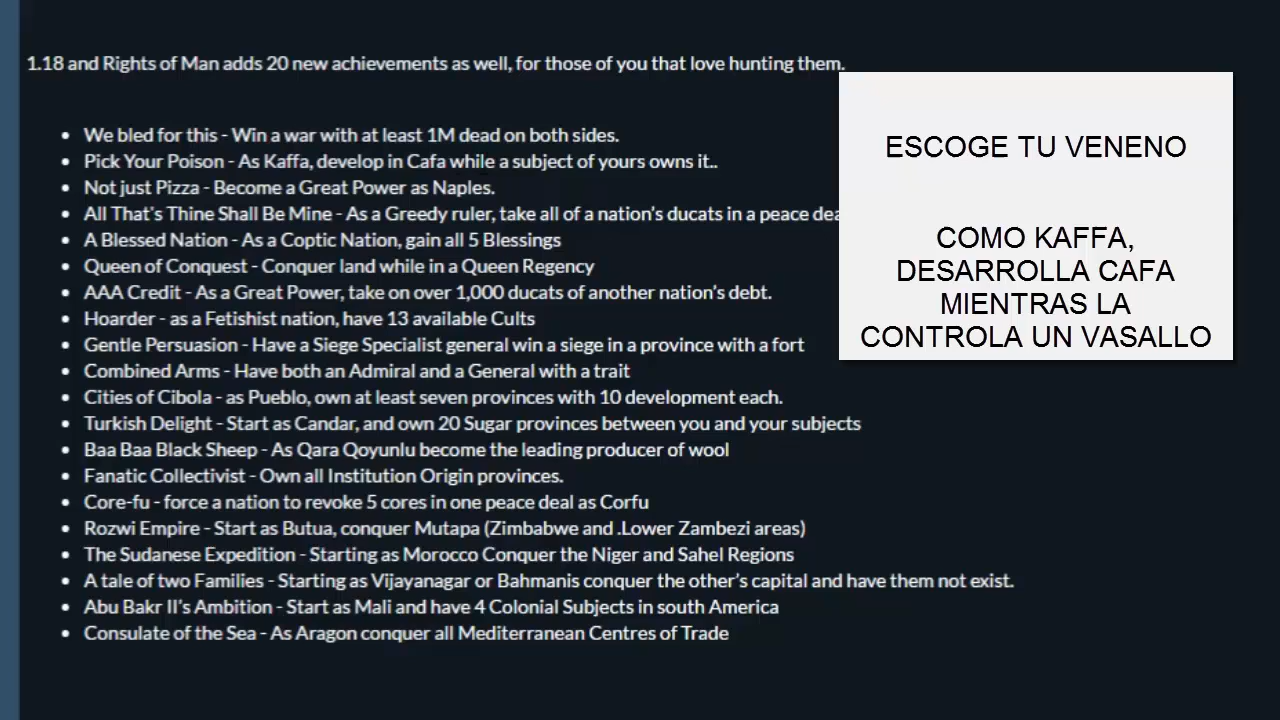 1.18 and Rights of Man adds 20 new achievements as well, for those of you that love hunting them.
We bled for this - Win a war with at least 1M dead on both sides.
Pick Your Poison - As Kaffa, develop in Cafa while a subject of yours owns it..
Not just Pizza - Become a Great Power as Naples.
All That's Thine Shall Be Mine - As a Greedy ruler, take all of a nation's ducats in a peace
A Blessed Nation - As a Coptic Nation, gain all 5 Blessings
Queen of Conquest - Conquer land while in a Queen Regency
AAA Credit - As a Great Power, take on over 1,000 ducats of another nation's debt.
Hoarder - as a Fetishist nation, have 13 available Cults
Gentle Persuasion - Have a Siege Specialist general win a siege in a province with a fort
Combined Arms - Have both an Admiral and a General with a trait
Cities of Cibola - as Pueblo, own at least seven provinces with 10 development each.
Turkish Delight - Start as Candar, and own 20 Sugar provinces between you and your subjects
Baa Baa Black Sheep - As Qara Qoyunlu become the leading producer of wool
Fanatic Collectivist - Own all Institution Origin provinces.
Core-fu - force a nation to revoke 5 cores in one peace deal as Corfu
Rozwi Empire - Start as Butua, conquer Mutapa (Zimbabwe and .Lower Zambezi areas)
The Sudanese Expedition - Starting as Morocco Conquer the Niger and Sahel Regions
A tale of two Families - Starting as Vijayanagar or Bahmanis conquer the other's capital and have them not exist.
Abu Bakr II's Ambition - Start as Mali and have 4 Colonial Subjects in south America
Consulate of the Sea - As Aragon conquer all Mediterranean Centres of Trade
ESCOGE TU VENENO
COMO KAFFA,
DESARROLLA CAFA
MIENTRAS LA
CONTROLA UN VASALLO